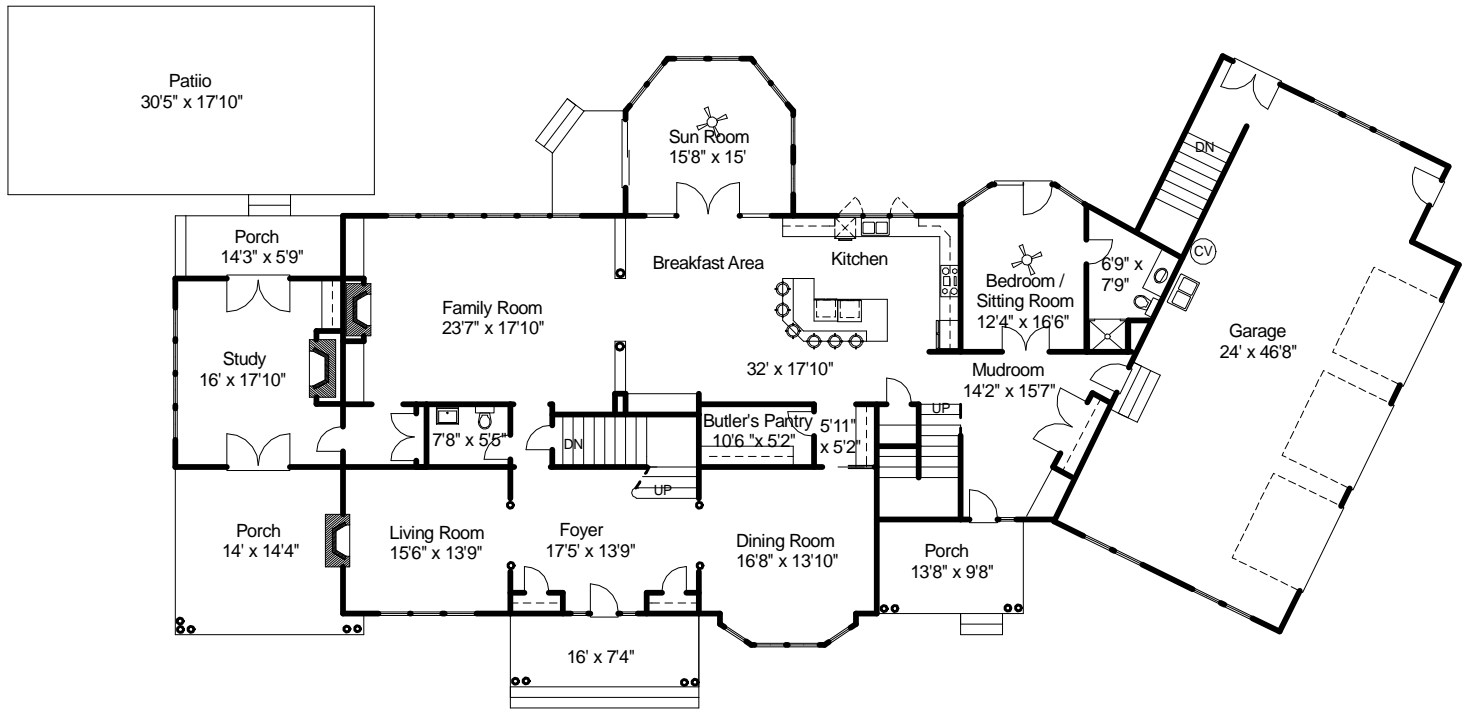 Patiio
30'5" x 17'10"
Sun Room
15'8" x 15'
DN
Porch
14'3" x 5'9"
Breakfast Area
Kitchen
CV
6'9" x
7'9"
Bedroom /
Sitting Room
12'4" x 16'6"
Family Room
23'7" x 17'10"
Garage
24' x 46'8"
Study
16' x 17'10"
32' x 17'10"
Mudroom
14'2" x 15'7"
UP
Butler's Pantry
10'6 "x 5'2"
5'11"
x 5'2"
7'8" x 5'5"
DN
UP
Porch
14' x 14'4"
Living Room
15'6" x 13'9"
Foyer
17'5' x 13'9"
Dining Room
16'8" x 13'10"
Porch
13'8" x 9'8"
16' x 7'4"